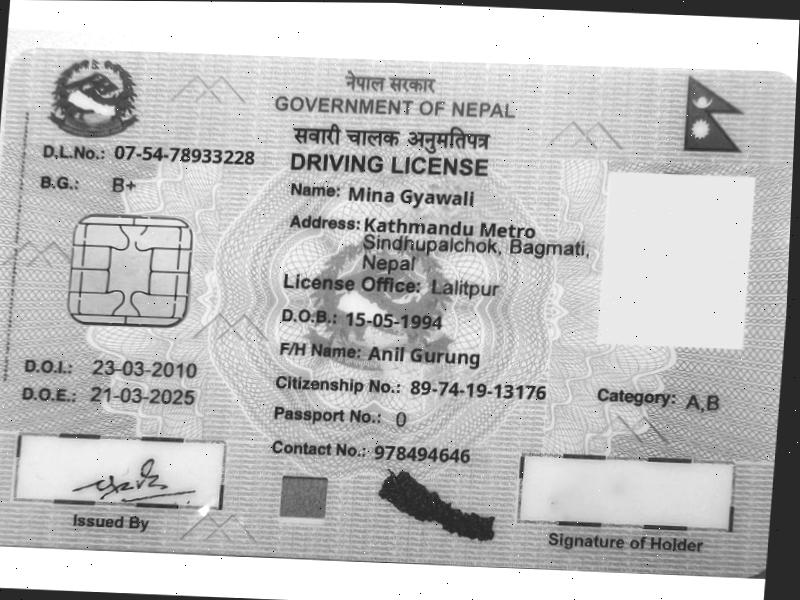 नेपाल सरकार
GOVERNMENT OF NEPAL
सवारी चालक अनुमतिपत्र
DRIVING LICENSE
D.L.No.: 07-54-78933228
B.G.: B+
Name: Mina Gyawali
Address: Kathmandu Metro
Sindhupalchok, Bagmati,
Nepal
License Office: Lalitpur
D.O.B.: 15-05-1994
F/H Name: Anil Gurung
D.O.I.: 23-03-2010
D.O.E.: 21-03-2025
Citizenship No.: 89-74-19-13176
Category: A,B
Passport No.: 0
Contact No.: 978494646
Issued By
Signature of Holder